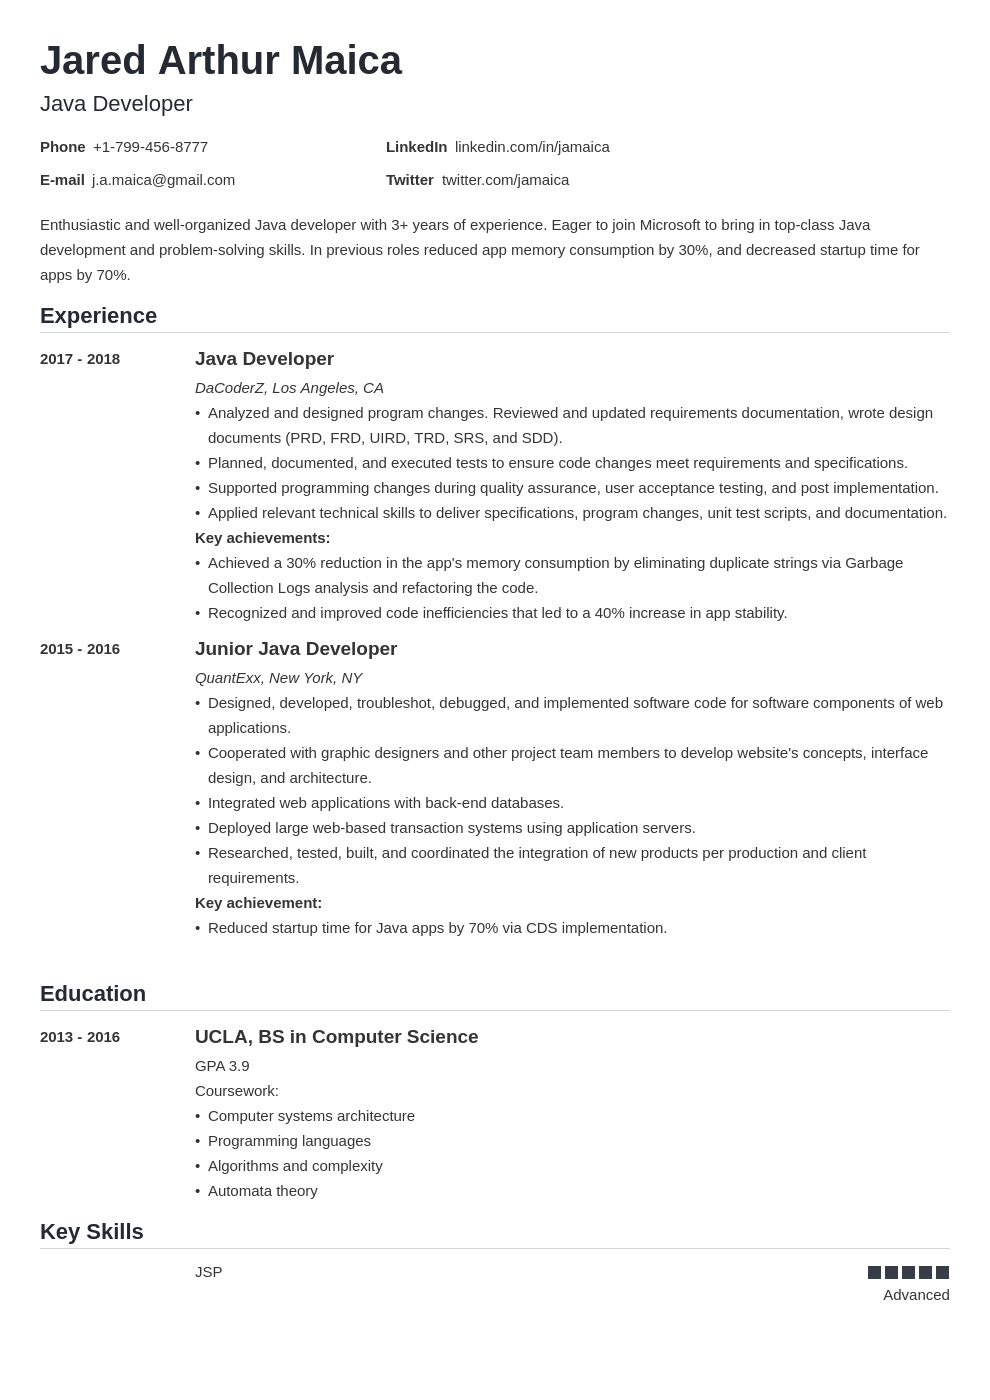 Jared Arthur Maica
Java Developer
Phone +1-799-456-8777
LinkedIn linkedin.com/in/jamaica
E-mail j.a.maica@gmail.com
Twitter twitter.com/jamaica
Enthusiastic and well-organized Java developer with 3+ years of experience. Eager to join Microsoft to bring in top-class Java
development and problem-solving skills. In previous roles reduced app memory consumption by 30%, and decreased startup time for
apps by 70%.
Experience
2017 - 2018
Java Developer
DaCoderZ, Los Angeles, CA
• Analyzed and designed program changes. Reviewed and updated requirements documentation, wrote design
documents (PRD, FRD, UIRD, TRD, SRS, and SDD).
• Planned, documented, and executed tests to ensure code changes meet requirements and specifications.
• Supported programming changes during quality assurance, user acceptance testing, and post implementation.
• Applied relevant technical skills to deliver specifications, program changes, unit test scripts, and documentation.
Key achievements:
• Achieved a 30% reduction in the app's memory consumption by eliminating duplicate strings via Garbage
Collection Logs analysis and refactoring the code.
• Recognized and improved code inefficiencies that led to a 40% increase in app stability.
2015 - 2016
Junior Java Developer
QuantExx, New York, NY
• Designed, developed, troubleshot, debugged, and implemented software code for software components of web
applications.
• Cooperated with graphic designers and other project team members to develop website's concepts, interface
design, and architecture.
• Integrated web applications with back-end databases.
• Deployed large web-based transaction systems using application servers.
• Researched, tested, built, and coordinated the integration of new products per production and client
requirements.
Key achievement:
• Reduced startup time for Java apps by 70% via CDS implementation.
Education
2013 - 2016
UCLA, BS in Computer Science
GPA 3.9
Coursework:
• Computer systems architecture
• Programming languages
• Algorithms and complexity
• Automata theory
Key Skills
JSP
Advanced